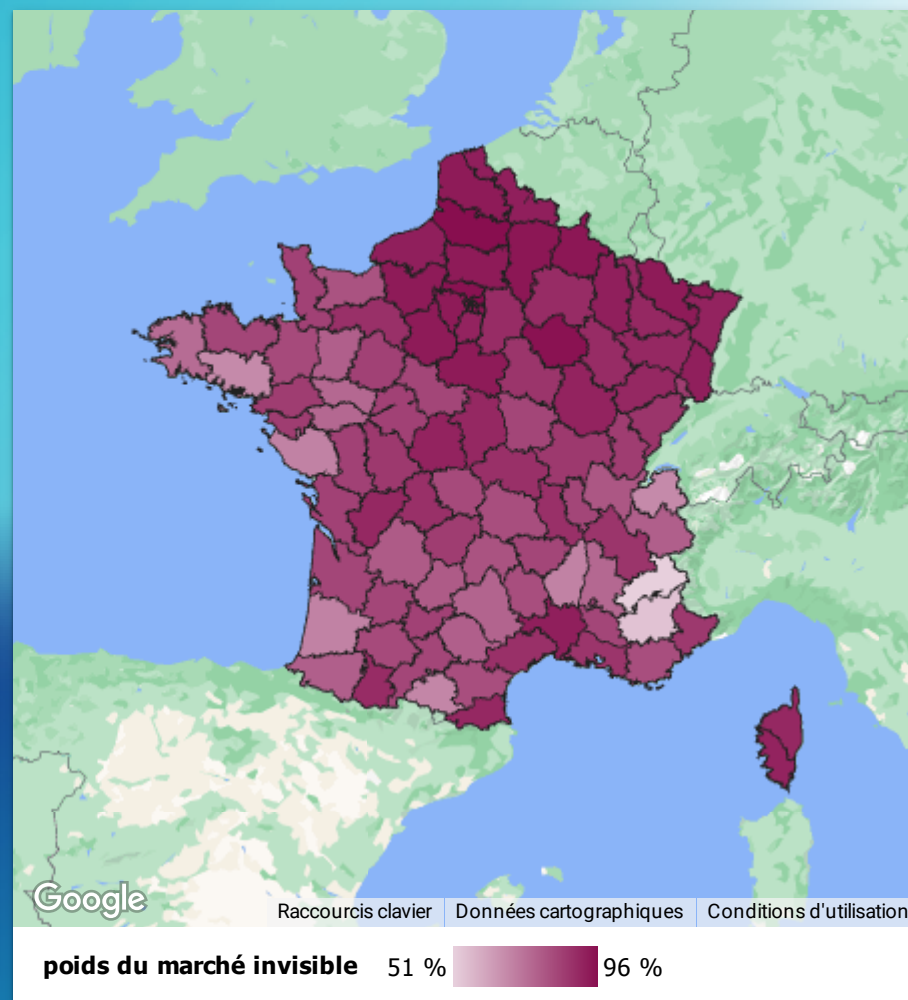 Google
Raccourcis clavier Données cartographiques Conditions d'utilisation
poids du marché invisible 51 % 96 %